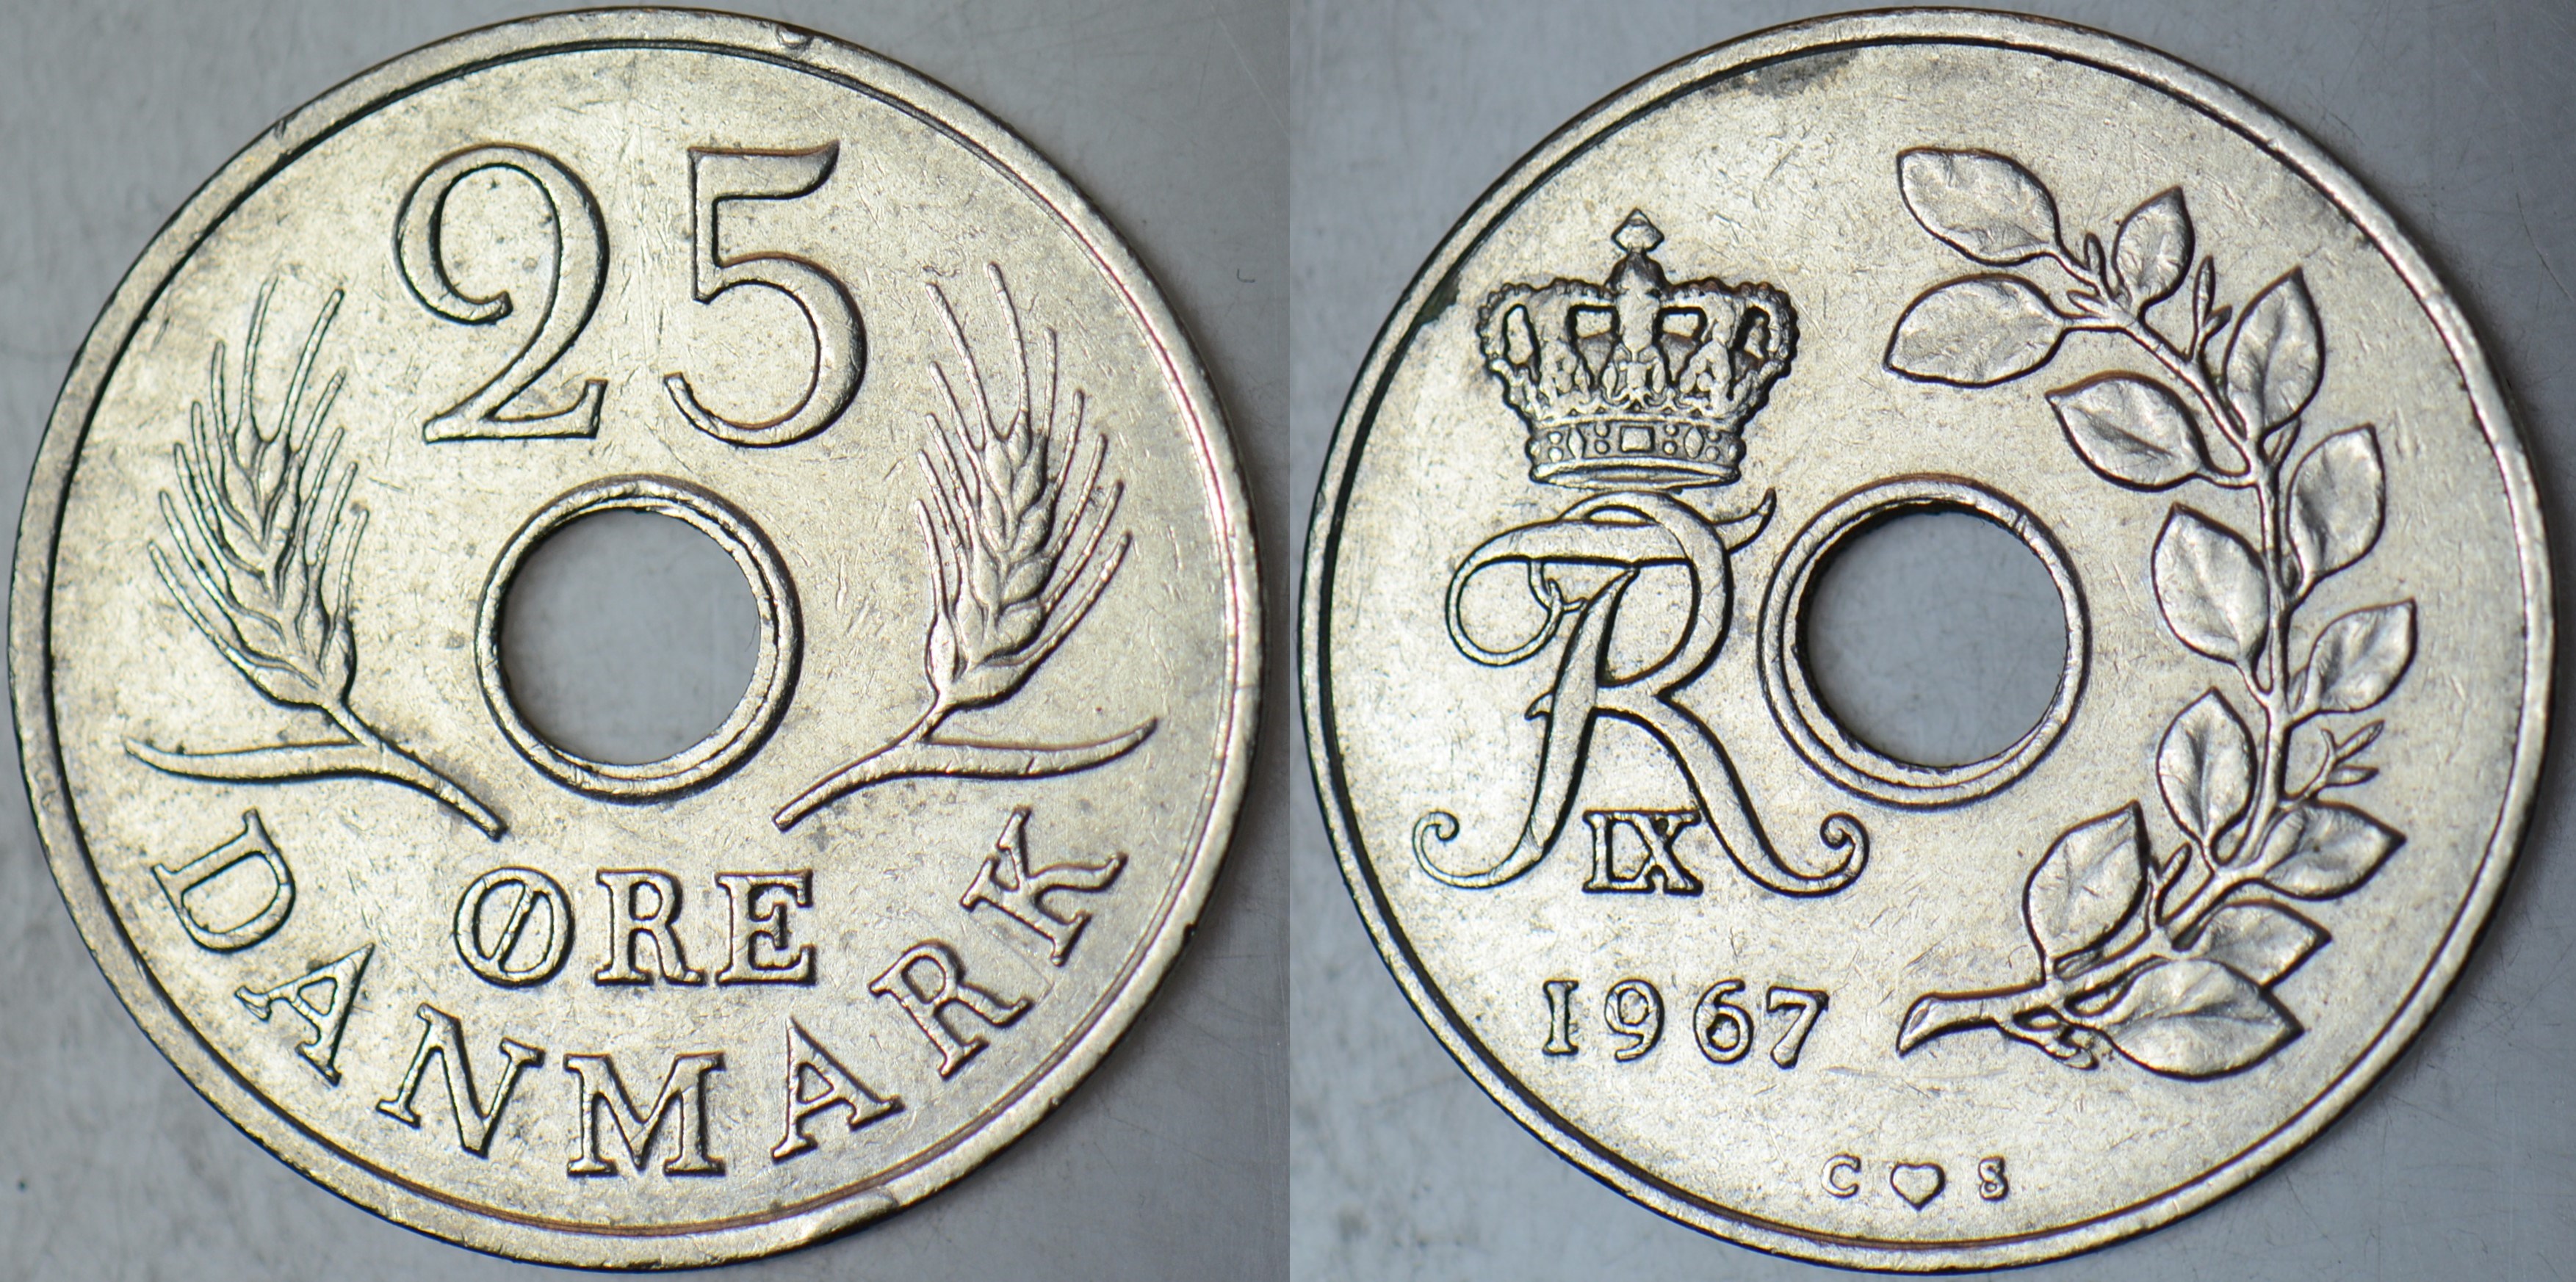 25
ØRE
DANMARK
FR
IX
1967
C ♥ S